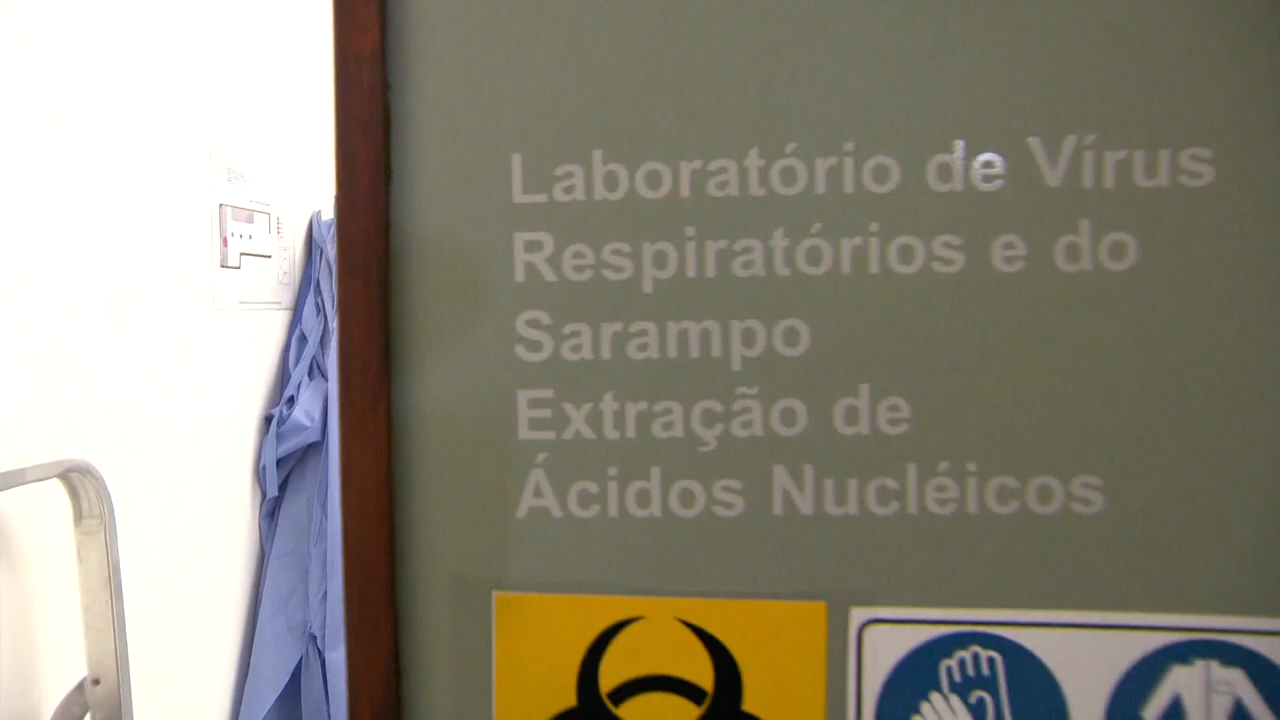 Laboratório de Vírus
Respiratórios e do
Sarampo
Extração de
Ácidos Nucléicos